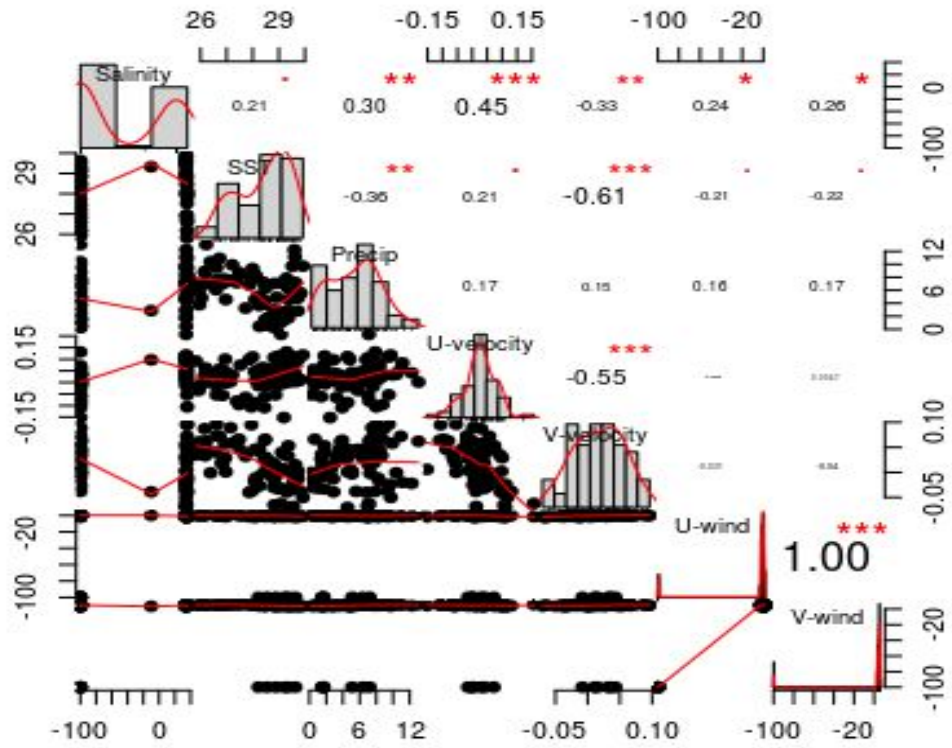 26 29 -0.15 0.15 -100 -20
Salinity . ** *** ** * *
0.21 0.30 0.45 -0.33 0.24 0.26
0
-100
29
26
SS ** . *** . .
-0.36 0.21 -0.61 -0.21 -0.22
Precip
0.17 0.15 0.16 0.17
12
6
0
0.15
-0.15
U-velocity ***
-0.55
V-velocity
0.10
-0.05
-20
-100
U-wind ***
1.00
V-wind
-20
-100
-100 0 0 6 12 -0.05 0.10 -100 -20